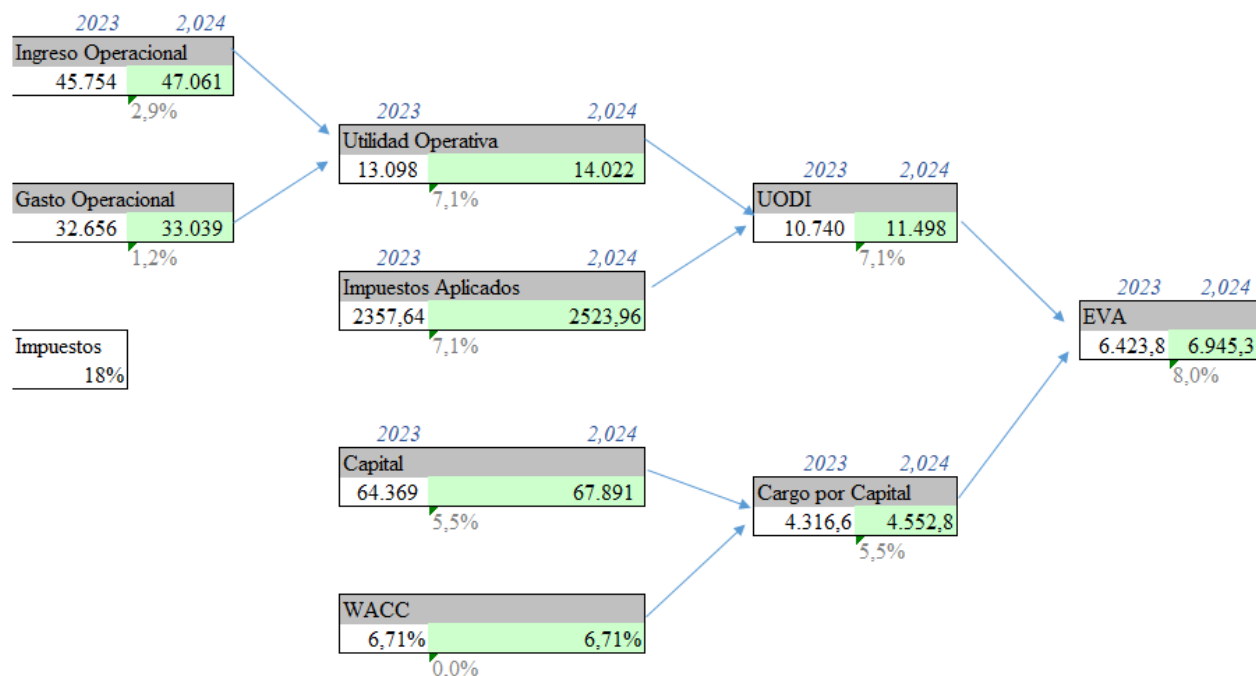 2023 2,024
Ingreso Operacional
45.754 47.061
2,9%
2023 2,024
Utilidad Operativa
13.098 14.022
7,1%
2023 2,024
UODI
10.740 11.498
7,1%
Gasto Operacional
32.656 33.039
1,2%
2023 2,024
Impuestos Aplicados
2357,64 2523,96
7,1%
2023 2,024
EVA
6.423,8 6.945,3
8,0%
Impuestos
18%
2023 2,024
Capital
64.369 67.891
5,5%
2023 2,024
Cargo por Capital
4.316,6 4.552,8
5,5%
WACC
6,71% 6,71%
0,0%